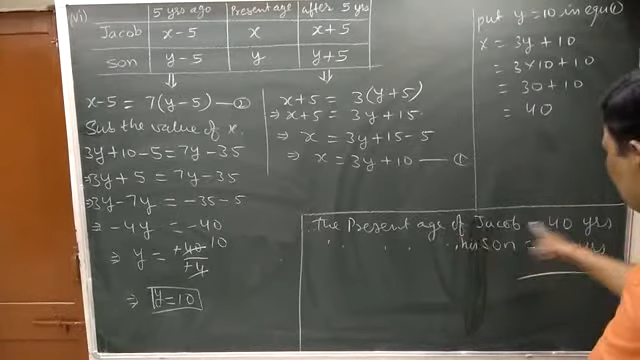 (vi)
5 yrs ago Present age after 5 yrs
Jacob x-5 x x+5
Son y-5 y y+5
⇓ ⇓
x-5 = 7(y-5) — ②
Sub the value of x.
3y+10-5 = 7y-35
⇒ 3y+5 = 7y-35
⇒ 3y-7y = -35-5
⇒ -4y = -40
⇒ y = +40/+4 10
⇒ y=10
x+5 = 3(y+5)
⇒ x+5 = 3y+15
⇒ x = 3y+15-5
⇒ x = 3y+10 — ①
put y=10 in equ ①
x = 3y+10
= 3×10+10
= 30+10
= 40
The Present age of Jacob = 40 yrs
" " " " his son = yrs